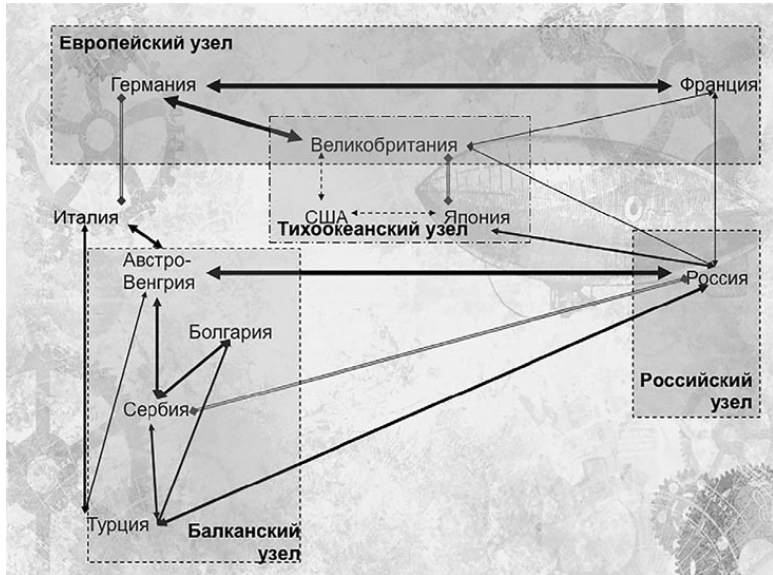 Европейский узел
Германия
Франция
Великобритания
Италия
США
Япония
Тихоокеанский узел
Австро-
Венгрия
Россия
Болгария
Российский
узел
Сербия
Турция
Балканский
узел